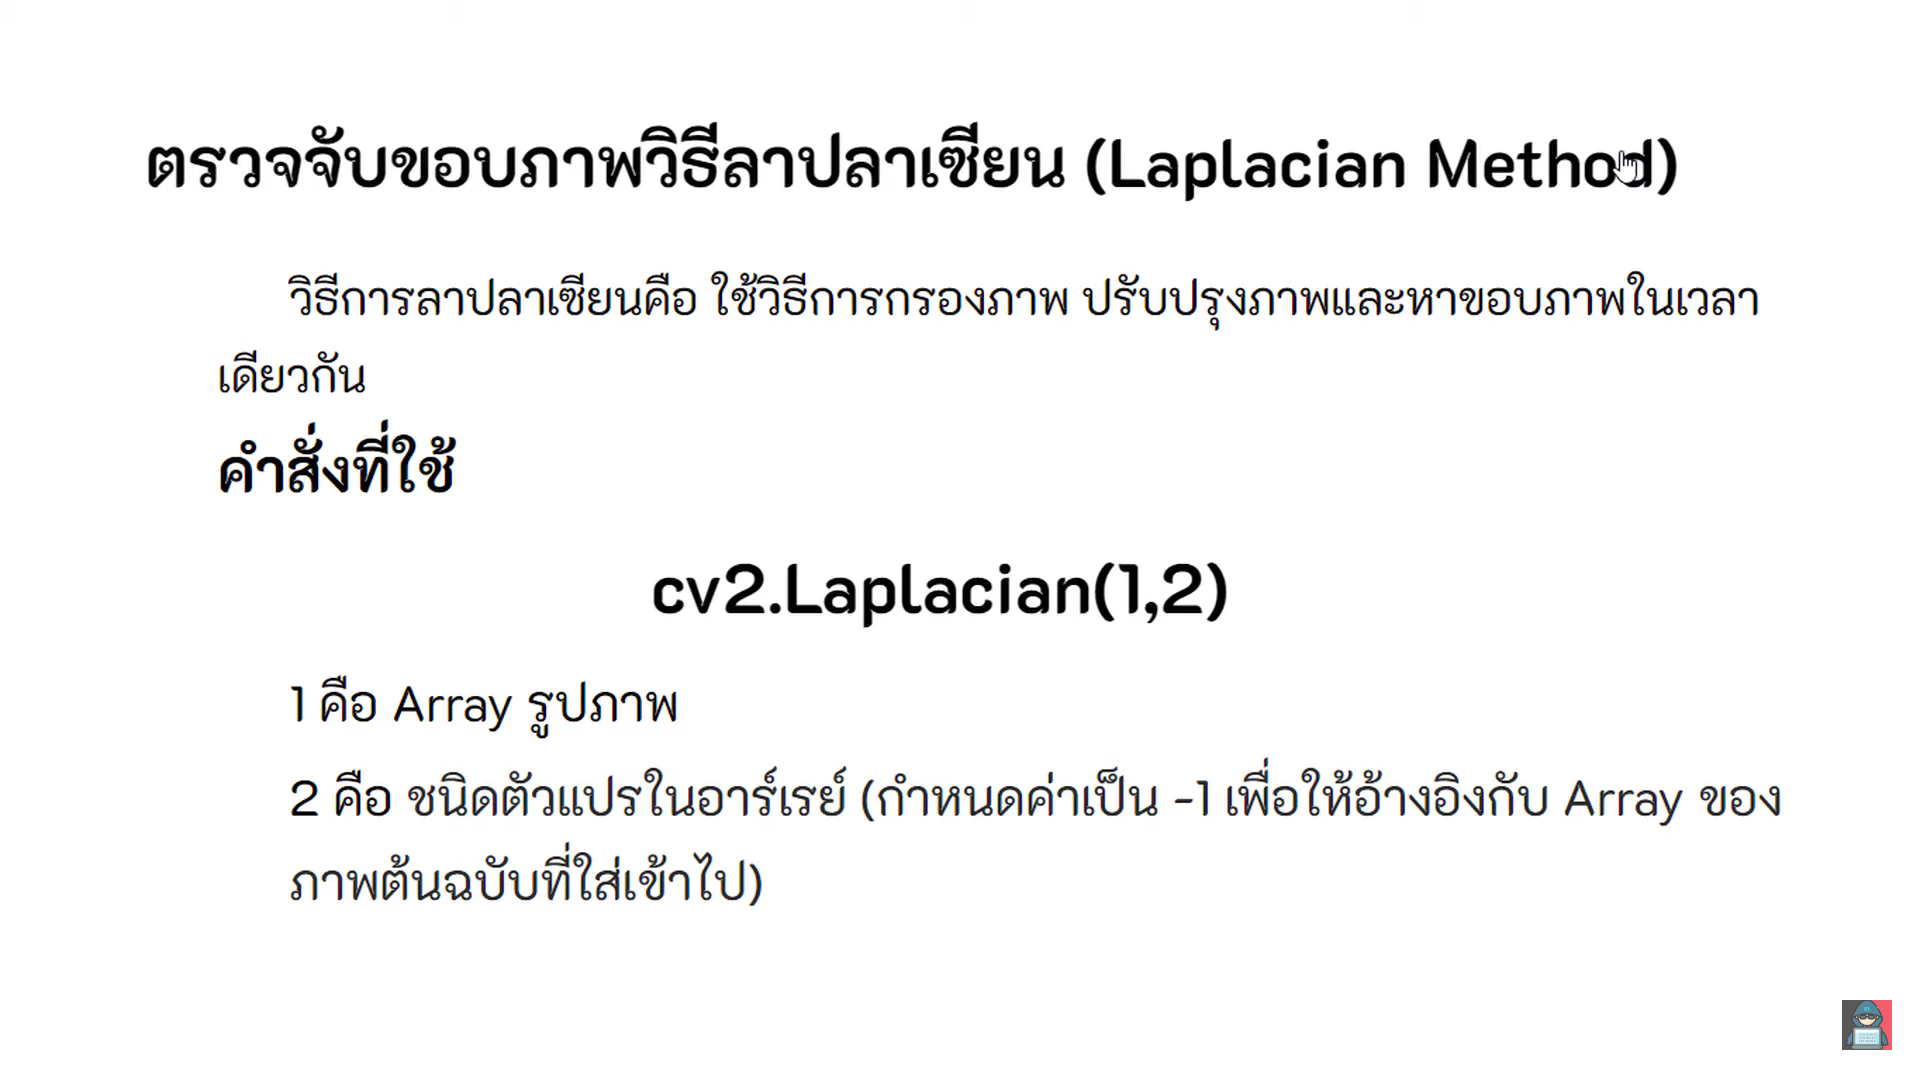 ตรวจจับขอบภาพวิธีลาปลาเซียน (Laplacian Method)
วิธีการลาปลาเซียนคือ ใช้วิธีการกรองภาพ ปรับปรุงภาพและหาขอบภาพในเวลา
เดียวกัน
คำสั่งที่ใช้
cv2.Laplacian(1,2)
1 คือ Array รูปภาพ
2 คือ ชนิดตัวแปรในอาร์เรย์ (กำหนดค่าเป็น -1 เพื่อให้อ้างอิงกับ Array ของ
ภาพต้นฉบับที่ใส่เข้าไป)